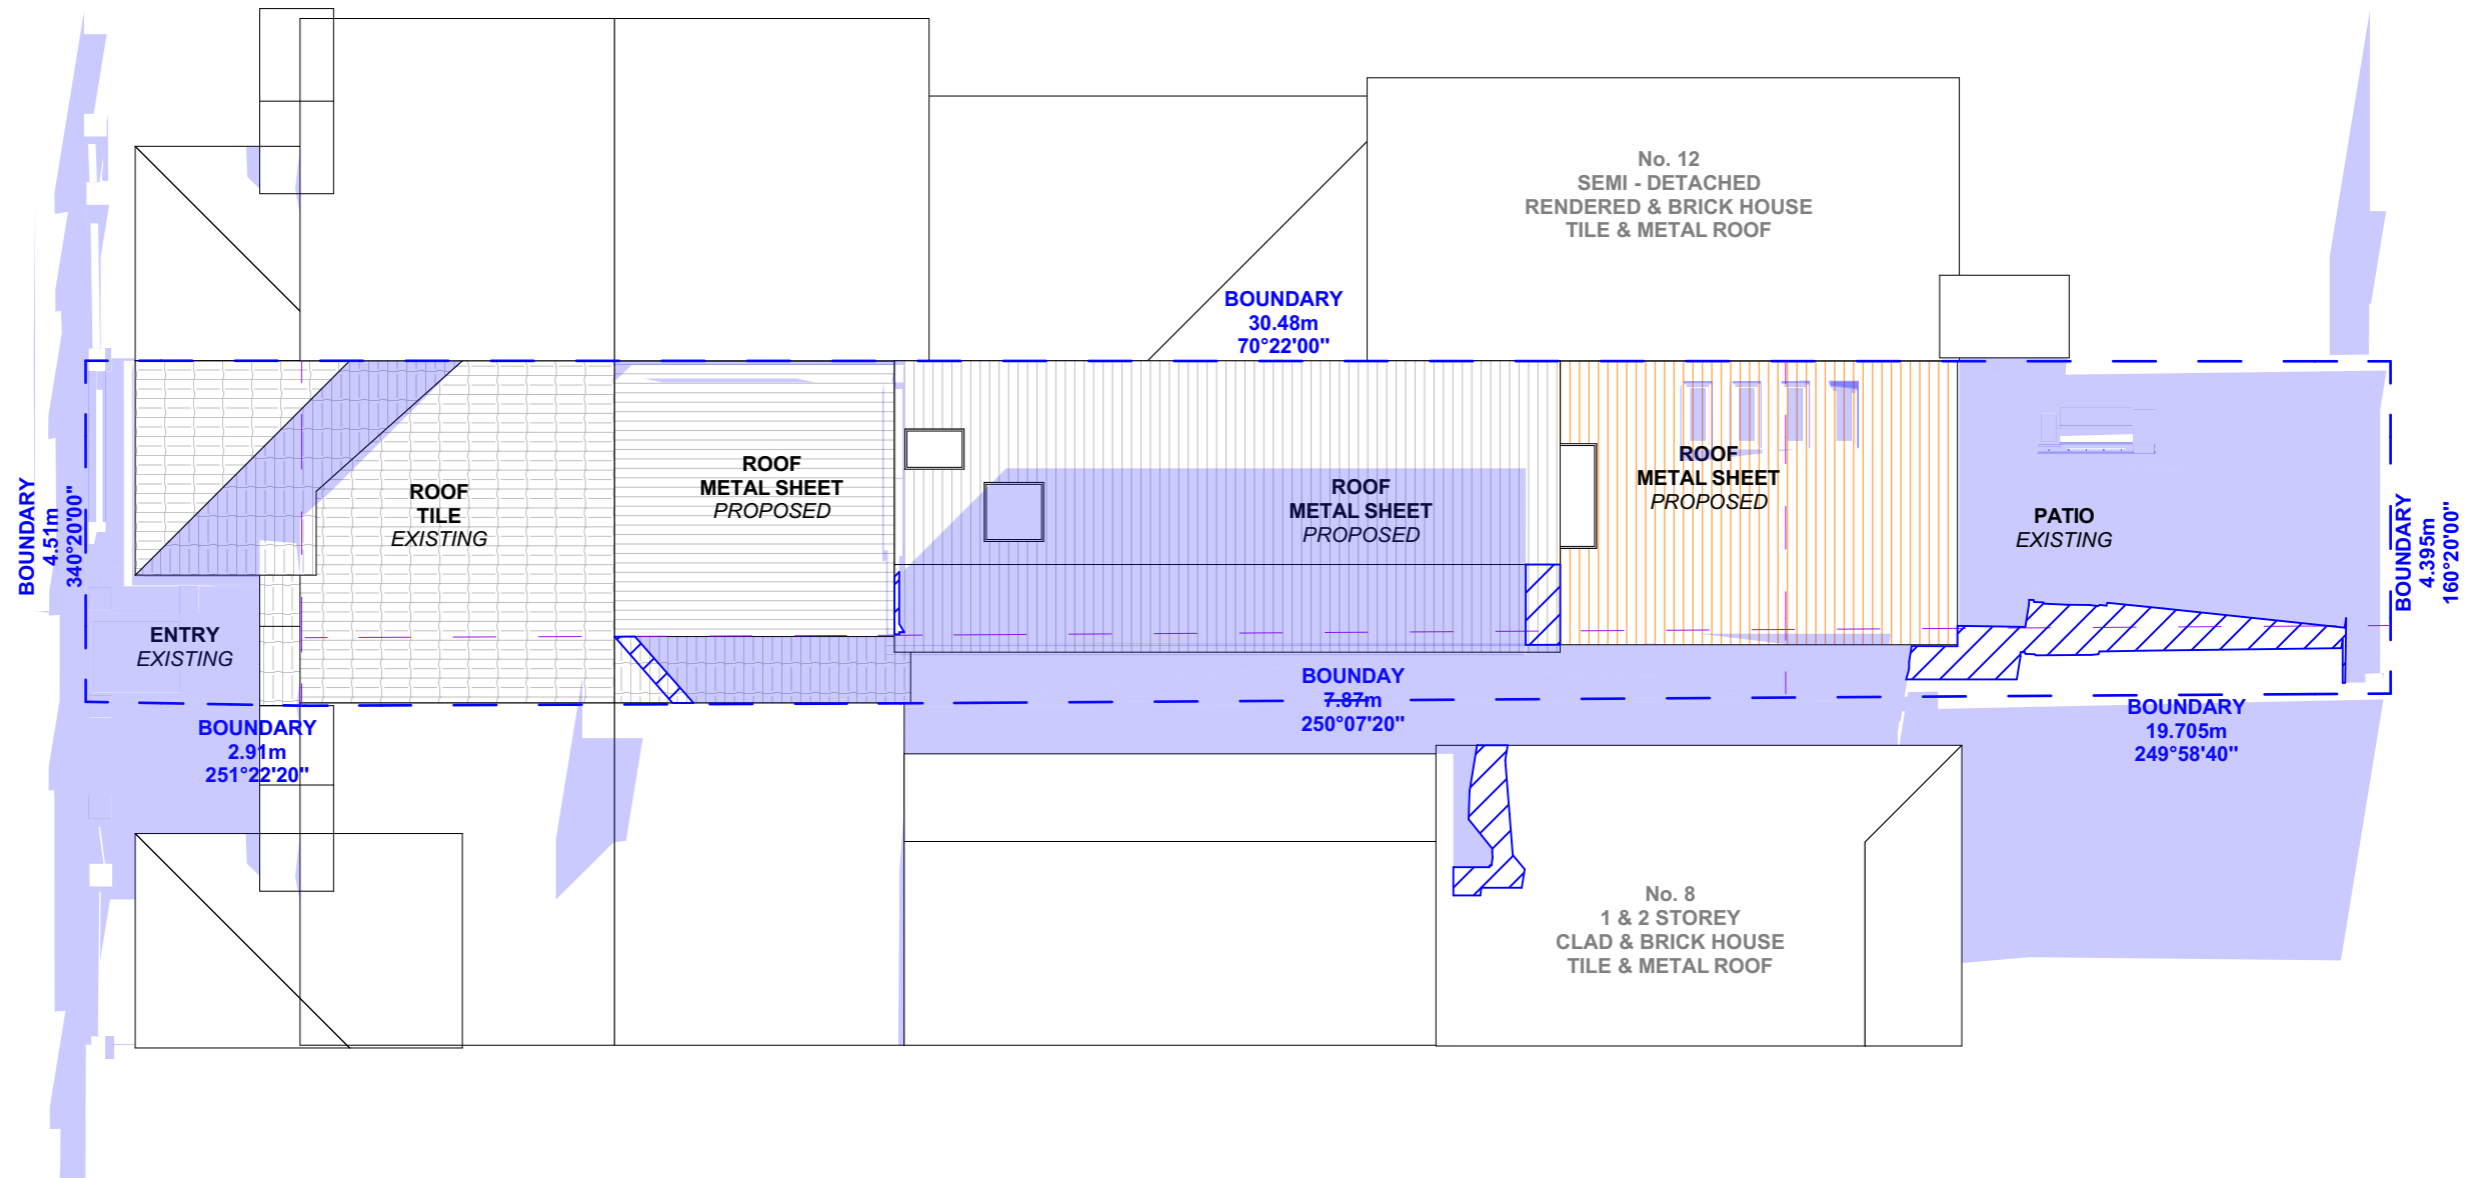 No. 12
SEMI - DETACHED
RENDERED & BRICK HOUSE
TILE & METAL ROOF
BOUNDARY
30.48m
70°22'00"
BOUNDARY
4.51m
340°20'00"
ROOF
TILE
EXISTING
ROOF
METAL SHEET
PROPOSED
ROOF
METAL SHEET
PROPOSED
ROOF
METAL SHEET
PROPOSED
PATIO
EXISTING
BOUNDARY
4.395m
160°20'00"
ENTRY
EXISTING
BOUNDARY
2.91m
251°22'20"
BOUNDAY
7.87m
250°07'20"
BOUNDARY
19.705m
249°58'40"
No. 8
1 & 2 STOREY
CLAD & BRICK HOUSE
TILE & METAL ROOF